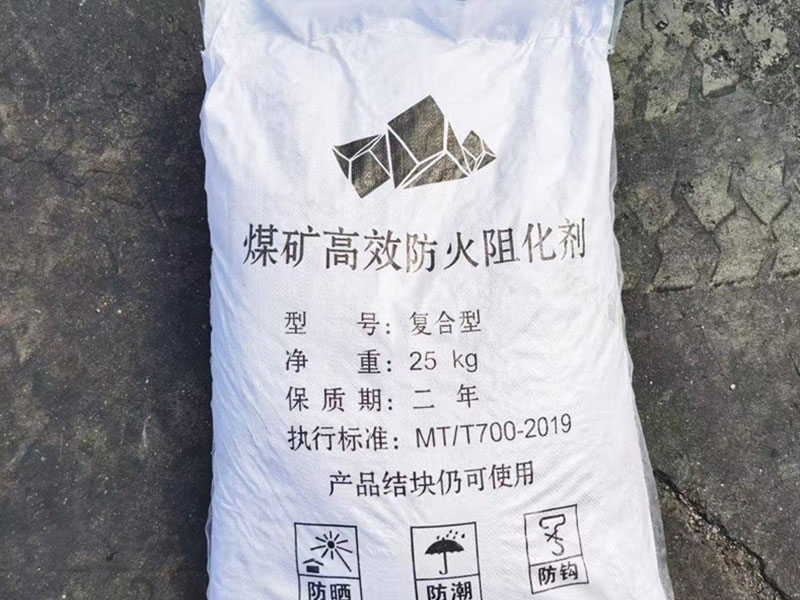 煤矿高效防火阻化剂
型 号：复合型
净 重：25 kg
保质期：二 年
执行标准：MT/T700-2019
产品结块仍可使用
防晒 防潮 防钩